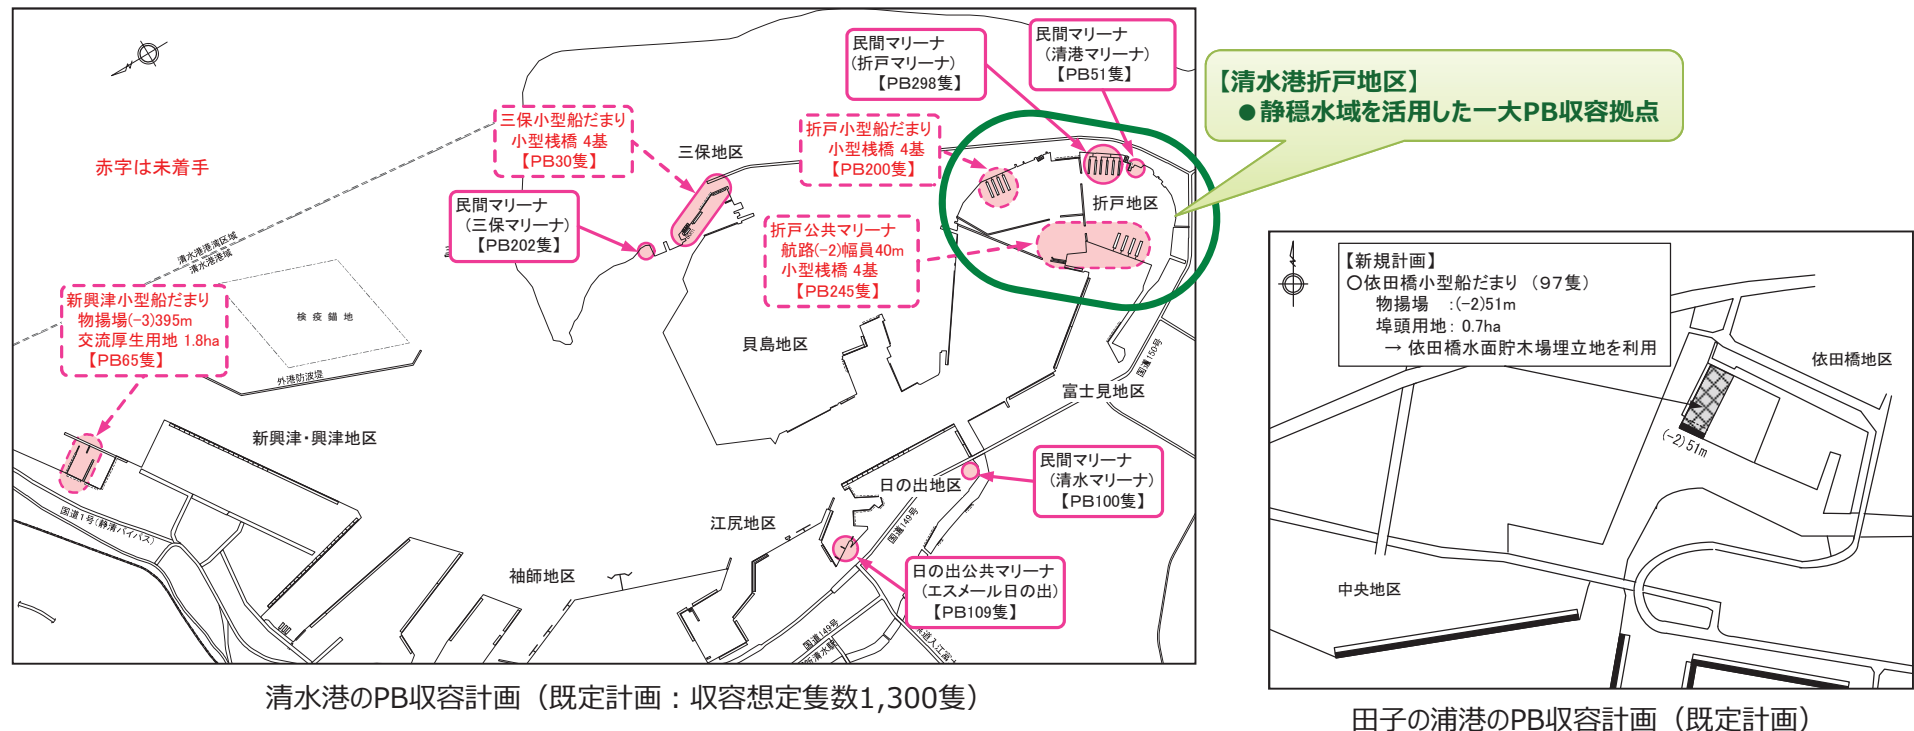 赤字は未着手
民間マリーナ
(折戸マリーナ)
【PB298隻】
民間マリーナ
(清港マリーナ)
【PB51隻】
【清水港折戸地区】
●静穏水域を活用した一大PB収容拠点
三保小型船だまり
小型桟橋 4基
【PB30隻】
三保地区
折戸小型船だまり
小型桟橋 4基
【PB200隻】
民間マリーナ
(三保マリーナ)
【PB202隻】
折戸地区
折戸公共マリーナ
航路(-2)幅員40m
小型桟橋 4基
【PB245隻】
清水港港湾区域
清水港港域
新興津小型船だまり
物揚場(-3)395m
交流厚生用地 1.8ha
【PB65隻】
検疫錨地
外港防波堤
貝島地区
国道150号
富士見地区
新興津・興津地区
民間マリーナ
(清水マリーナ)
【PB100隻】
日の出地区
国道149号
江尻地区
国道1号(静清バイパス)
袖師地区
日の出公共マリーナ
(エスメール日の出)
【PB109隻】
国道149号
清水港のPB収容計画（既定計画：収容想定隻数1,300隻）
【新規計画】
○依田橋小型船だまり （97隻）
物揚場 :(-2)51m
埠頭用地: 0.7ha
→ 依田橋水面貯木場埋立地を利用
依田橋地区
(-2)51m
中央地区
田子の浦港のPB収容計画（既定計画）